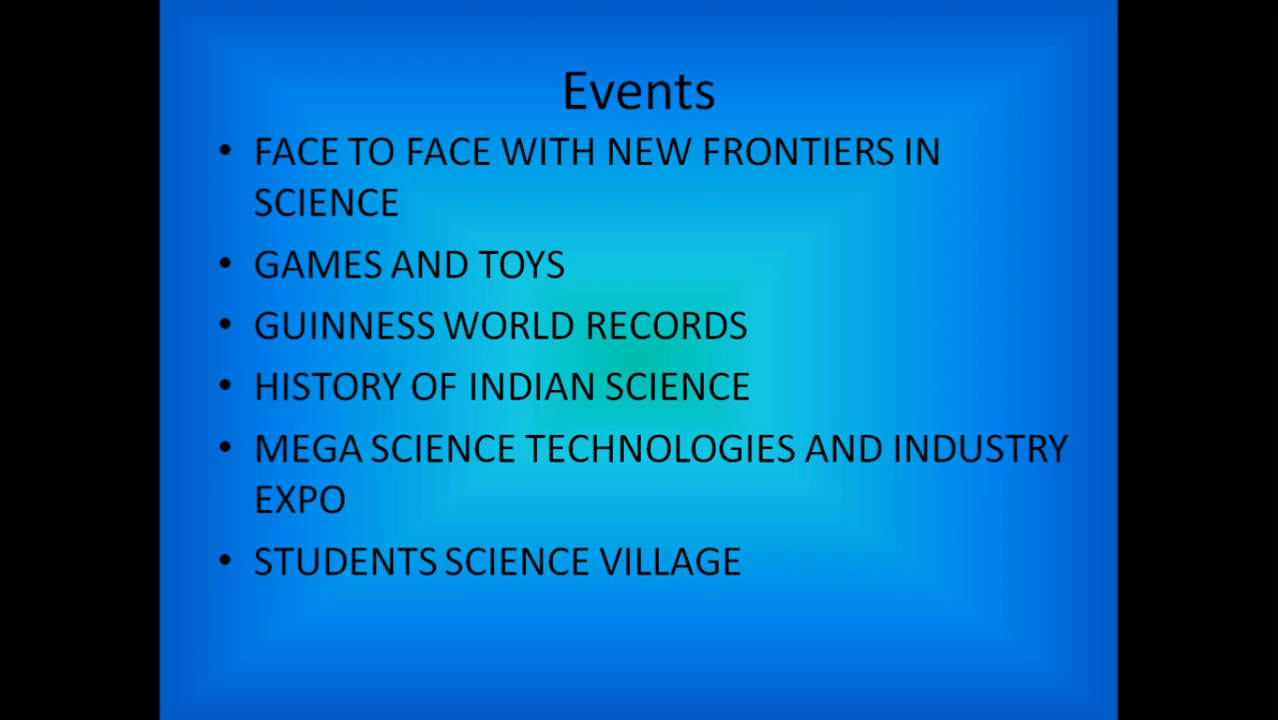 Events
• FACE TO FACE WITH NEW FRONTIERS IN
SCIENCE
• GAMES AND TOYS
• GUINNESS WORLD RECORDS
• HISTORY OF INDIAN SCIENCE
• MEGA SCIENCE TECHNOLOGIES AND INDUSTRY
EXPO
• STUDENTS SCIENCE VILLAGE